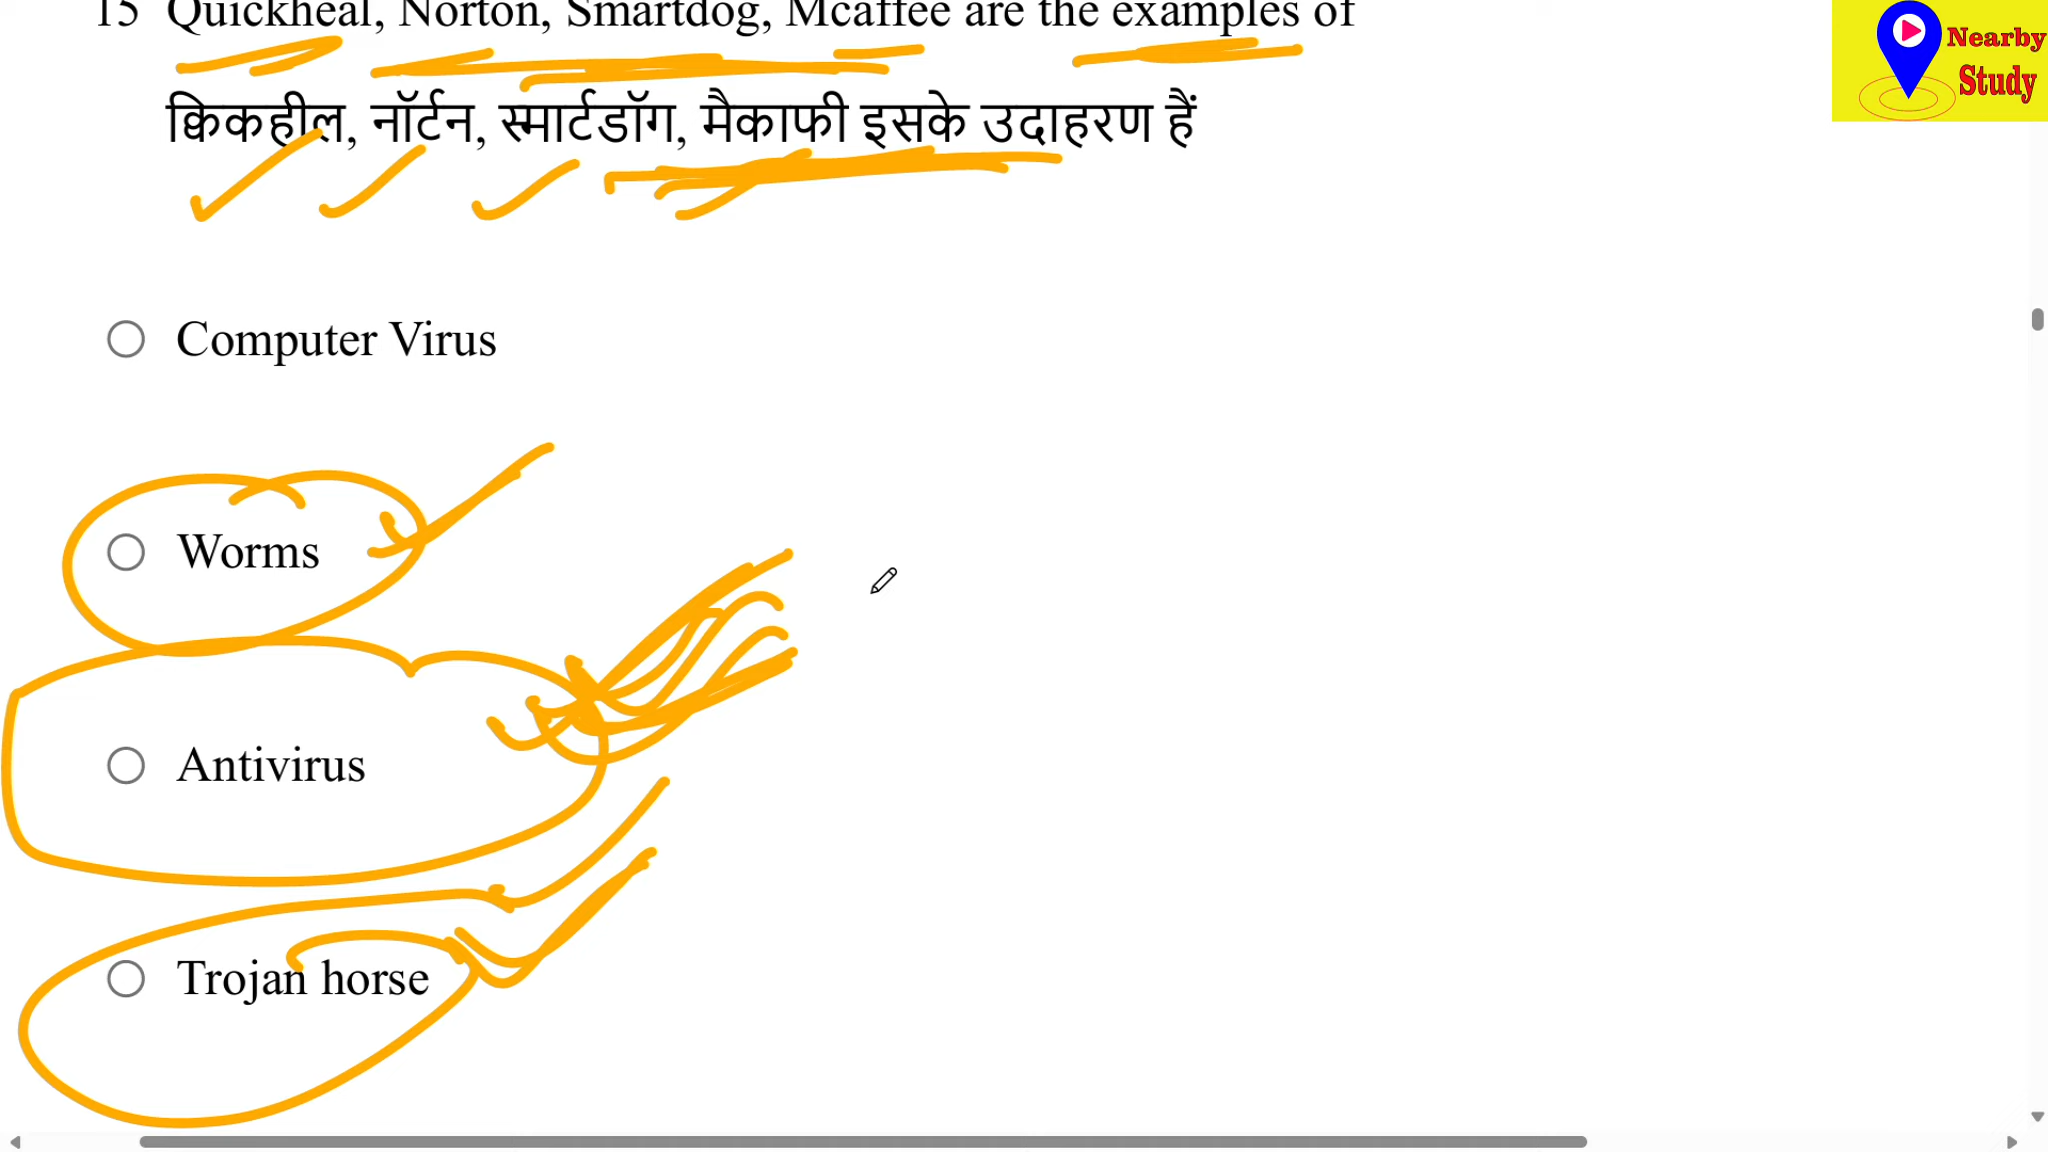 15 Quickheal, Norton, Smartdog, Mcaffee are the examples of
क्विकहील, नॉर्टन, स्मार्टडॉग, मैकाफी इसके उदाहरण हैं
Computer Virus
Worms
Antivirus
Trojan horse
Nearby
Study